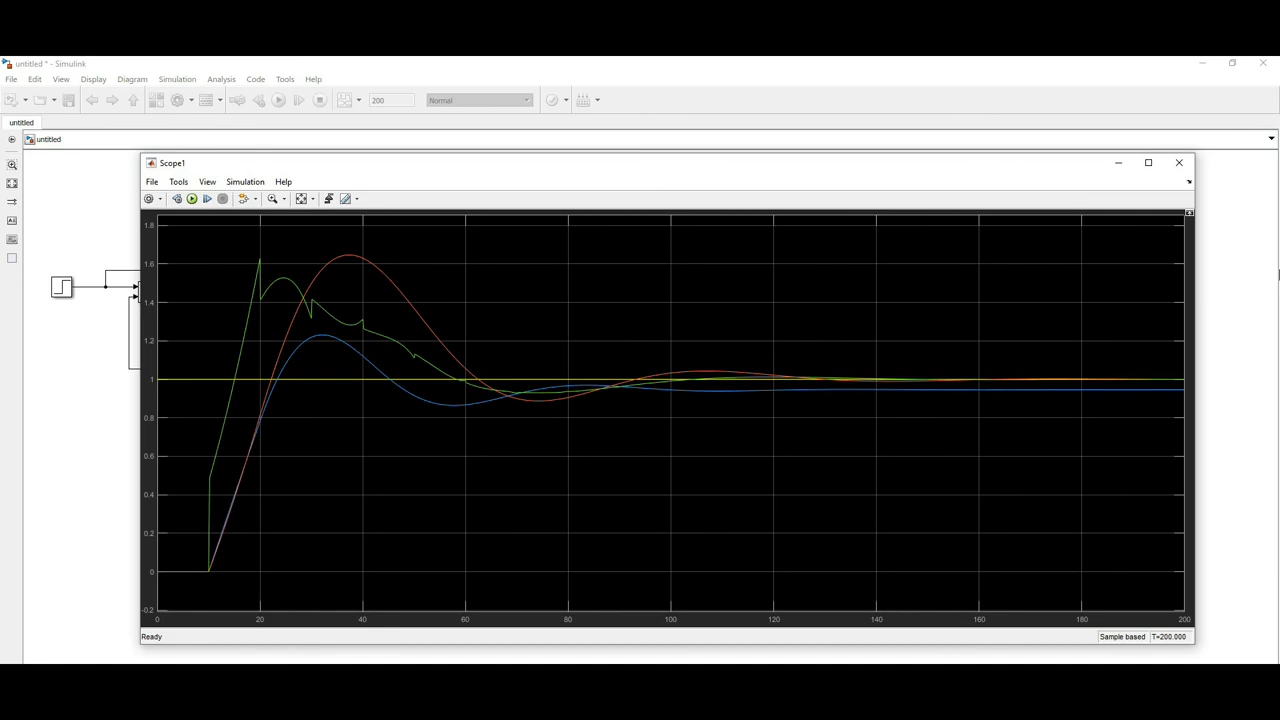 untitled * - Simulink
File Edit View Display Diagram Simulation Analysis Code Tools Help
200 Normal
untitled
untitled
Scope1
File Tools View Simulation Help
1.8
1.6
1.4
1.2
1
0.8
0.6
0.4
0.2
0
-0.2
0 20 40 60 80 100 120 140 160 180 200
Ready Sample based T=200.000